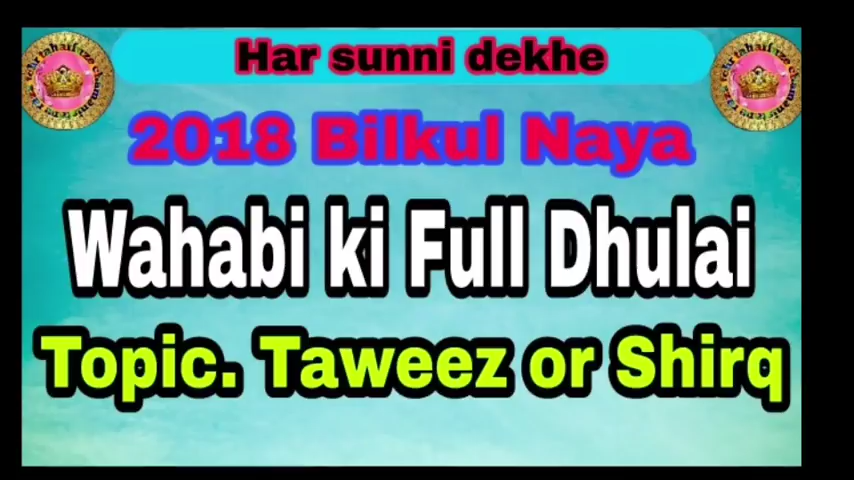 Har sunni dekhe
2018 Bilkul Naya
Wahabi ki Full Dhulai
Topic. Taweez or Shirq